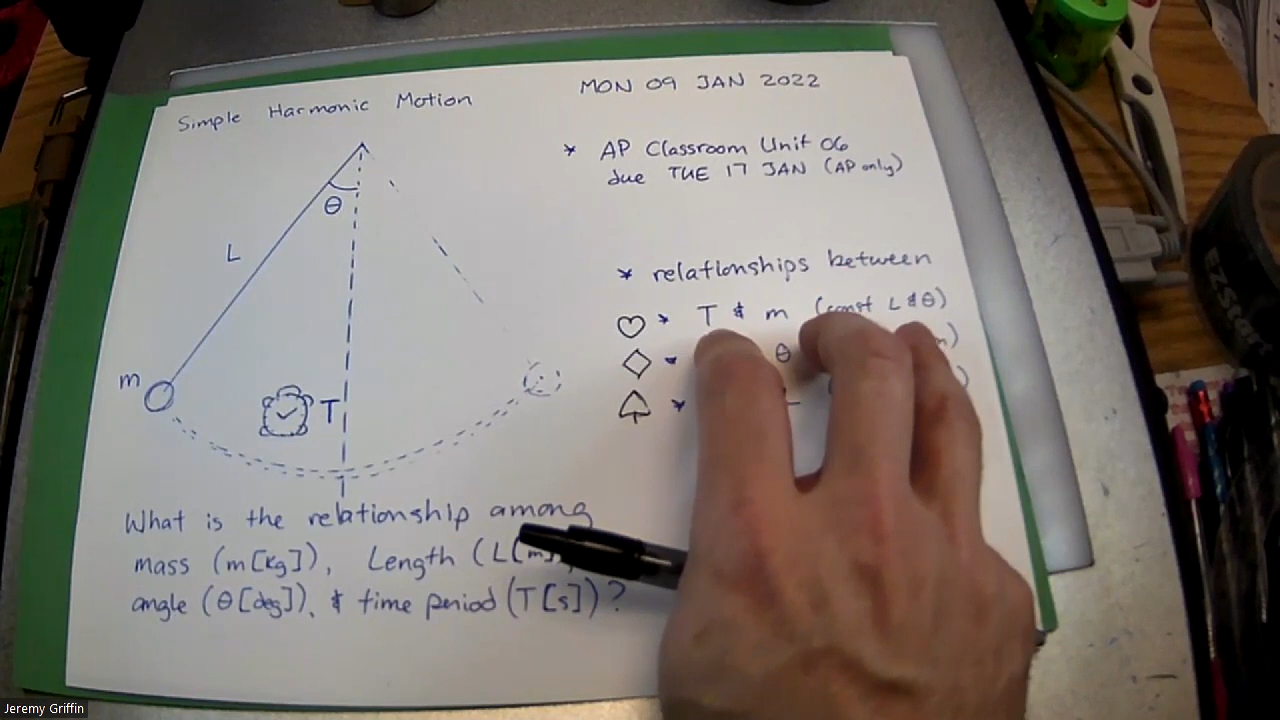 Simple Harmonic Motion
MON 09 JAN 2022
* AP Classroom Unit 06
due TUE 17 JAN (AP only)
θ
L
m
T
* relationships between
♡ * T & m (const L & θ)
◇ * θ m)
♤ * )
What is the relationship among
mass (m[kg]), Length (L[m]
angle (θ[deg]), & time period (T[s])?
EZStar
Jeremy Griffin